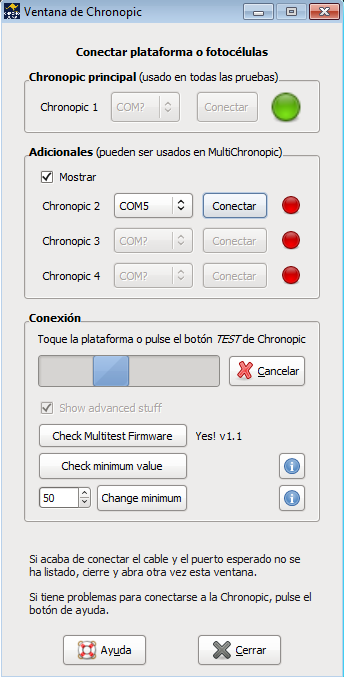 Ventana de Chronopic
Conectar plataforma o fotocélulas
Chronopic principal (usado en todas las pruebas)
Chronopic 1 COM? Conectar
Adicionales (pueden ser usados en MultiChronopic)
Mostrar
Chronopic 2 COM5 Conectar
Chronopic 3 COM? Conectar
Chronopic 4 COM? Conectar
Conexión
Toque la plataforma o pulse el botón TEST de Chronopic
Cancelar
Show advanced stuff
Check Multitest Firmware Yes! v1.1
Check minimum value
50 Change minimum
Si acaba de conectar el cable y el puerto esperado no se
ha listado, cierre y abra otra vez esta ventana.
Si tiene problemas para conectarse a la Chronopic, pulse el
botón de ayuda.
Ayuda Cerrar